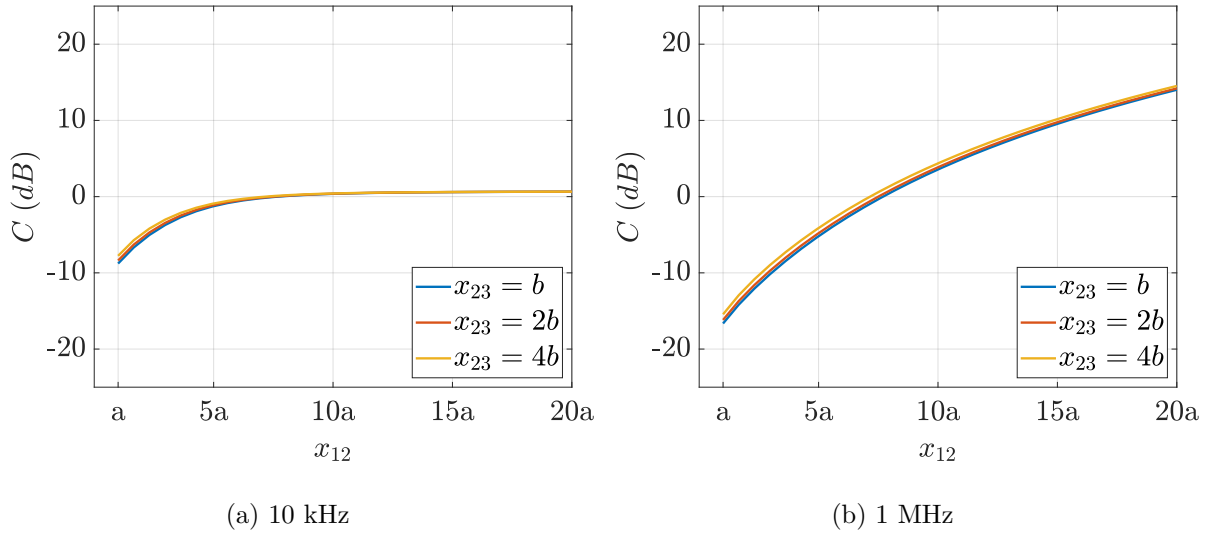 20
10
0
-10
-20
C (dB)
a 5a 10a 15a 20a
x₁₂
x₂₃ = b
x₂₃ = 2b
x₂₃ = 4b
(a) 10 kHz
20
10
0
-10
-20
C (dB)
a 5a 10a 15a 20a
x₁₂
x₂₃ = b
x₂₃ = 2b
x₂₃ = 4b
(b) 1 MHz